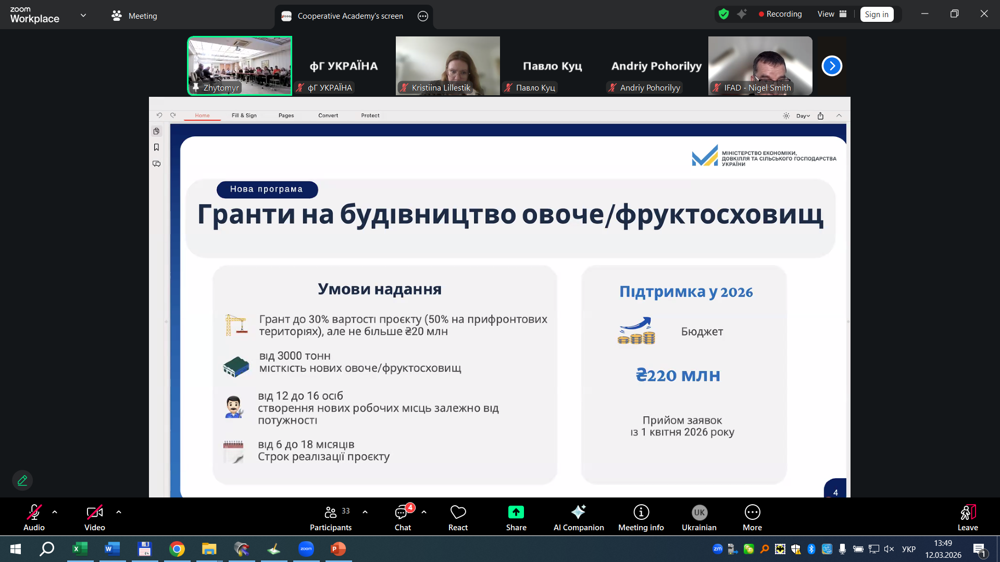 zoom
Workplace
Meeting
Cooperative Academy's screen
Recording
View
Sign in
Zhytomyr
фГ УКРАЇНА
фГ УКРАЇНА
Kristiina Lillestik
Павло Куц
Павло Куц
Andriy Pohorilyy
Andriy Pohorilyy
IFAD - Nigel Smith
Home
Fill & Sign
Pages
Convert
Protect
Day
МІНІСТЕРСТВО ЕКОНОМІКИ,
ДОВКІЛЛЯ ТА СІЛЬСЬКОГО ГОСПОДАРСТВА
УКРАЇНИ
Нова програма
Гранти на будівництво овоче/фруктосховищ
Умови надання
Грант до 30% вартості проєкту (50% на прифронтових
територіях), але не більше ₴20 млн
від 3000 тонн
місткість нових овоче/фруктосховищ
від 12 до 16 осіб
створення нових робочих місць залежно від
потужності
від 6 до 18 місяців
Строк реалізації проєкту
Підтримка у 2026
Бюджет
₴220 млн
Прийом заявок
із 1 квітня 2026 року
4
Audio
Video
Participants
33
Chat
4
React
Share
AI Companion
Meeting info
UK
Ukrainian
More
Leave
zoom
zm
УКР
13:49
12.03.2026
1